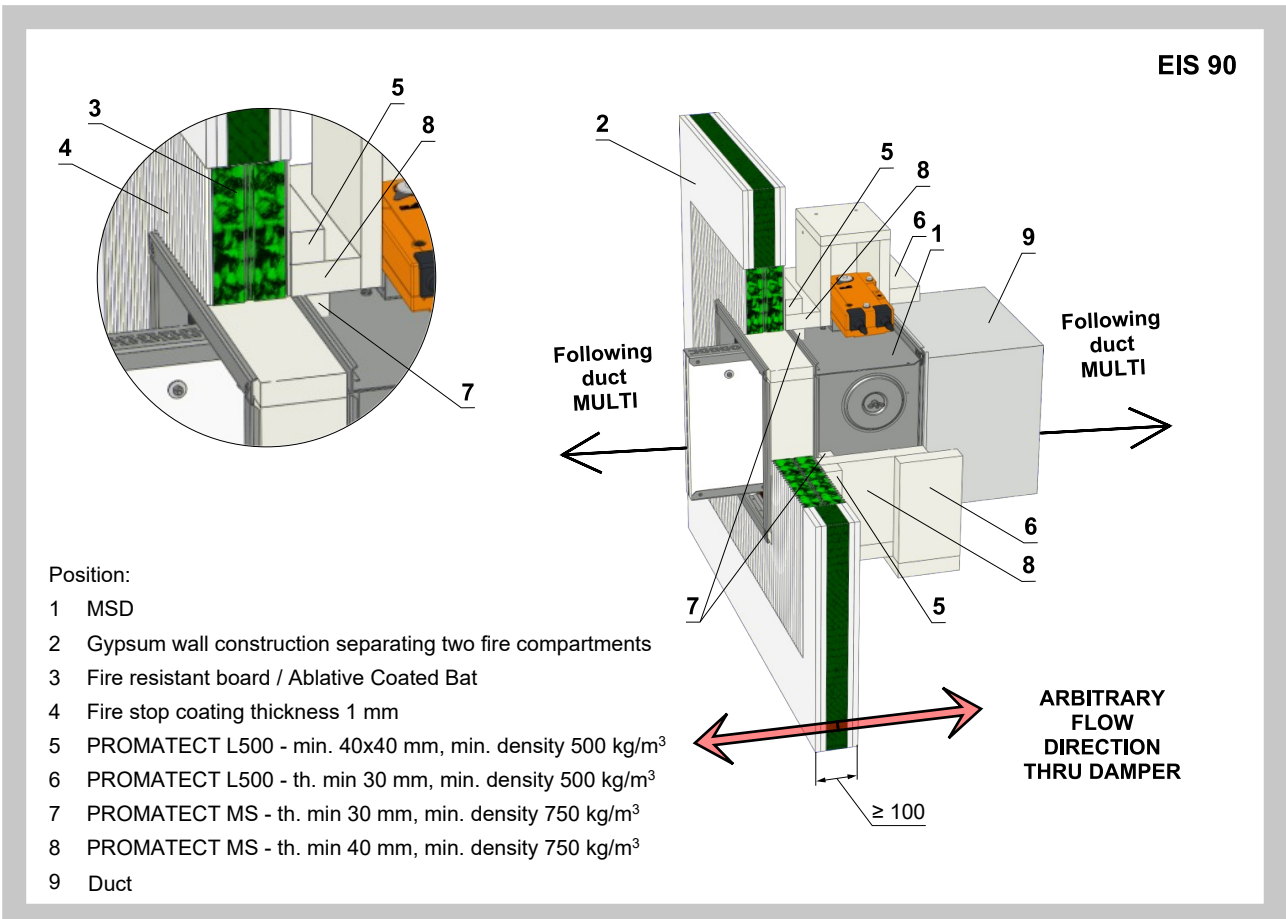 EIS 90
3
4
5
8
7
2
5
8
6
1
9
Following
duct
MULTI
Following
duct
MULTI
6
8
5
7
ARBITRARY
FLOW
DIRECTION
THRU DAMPER
≥ 100
Position:
1 MSD
2 Gypsum wall construction separating two fire compartments
3 Fire resistant board / Ablative Coated Bat
4 Fire stop coating thickness 1 mm
5 PROMATECT L500 - min. 40x40 mm, min. density 500 kg/m³
6 PROMATECT L500 - th. min 30 mm, min. density 500 kg/m³
7 PROMATECT MS - th. min 30 mm, min. density 750 kg/m³
8 PROMATECT MS - th. min 40 mm, min. density 750 kg/m³
9 Duct